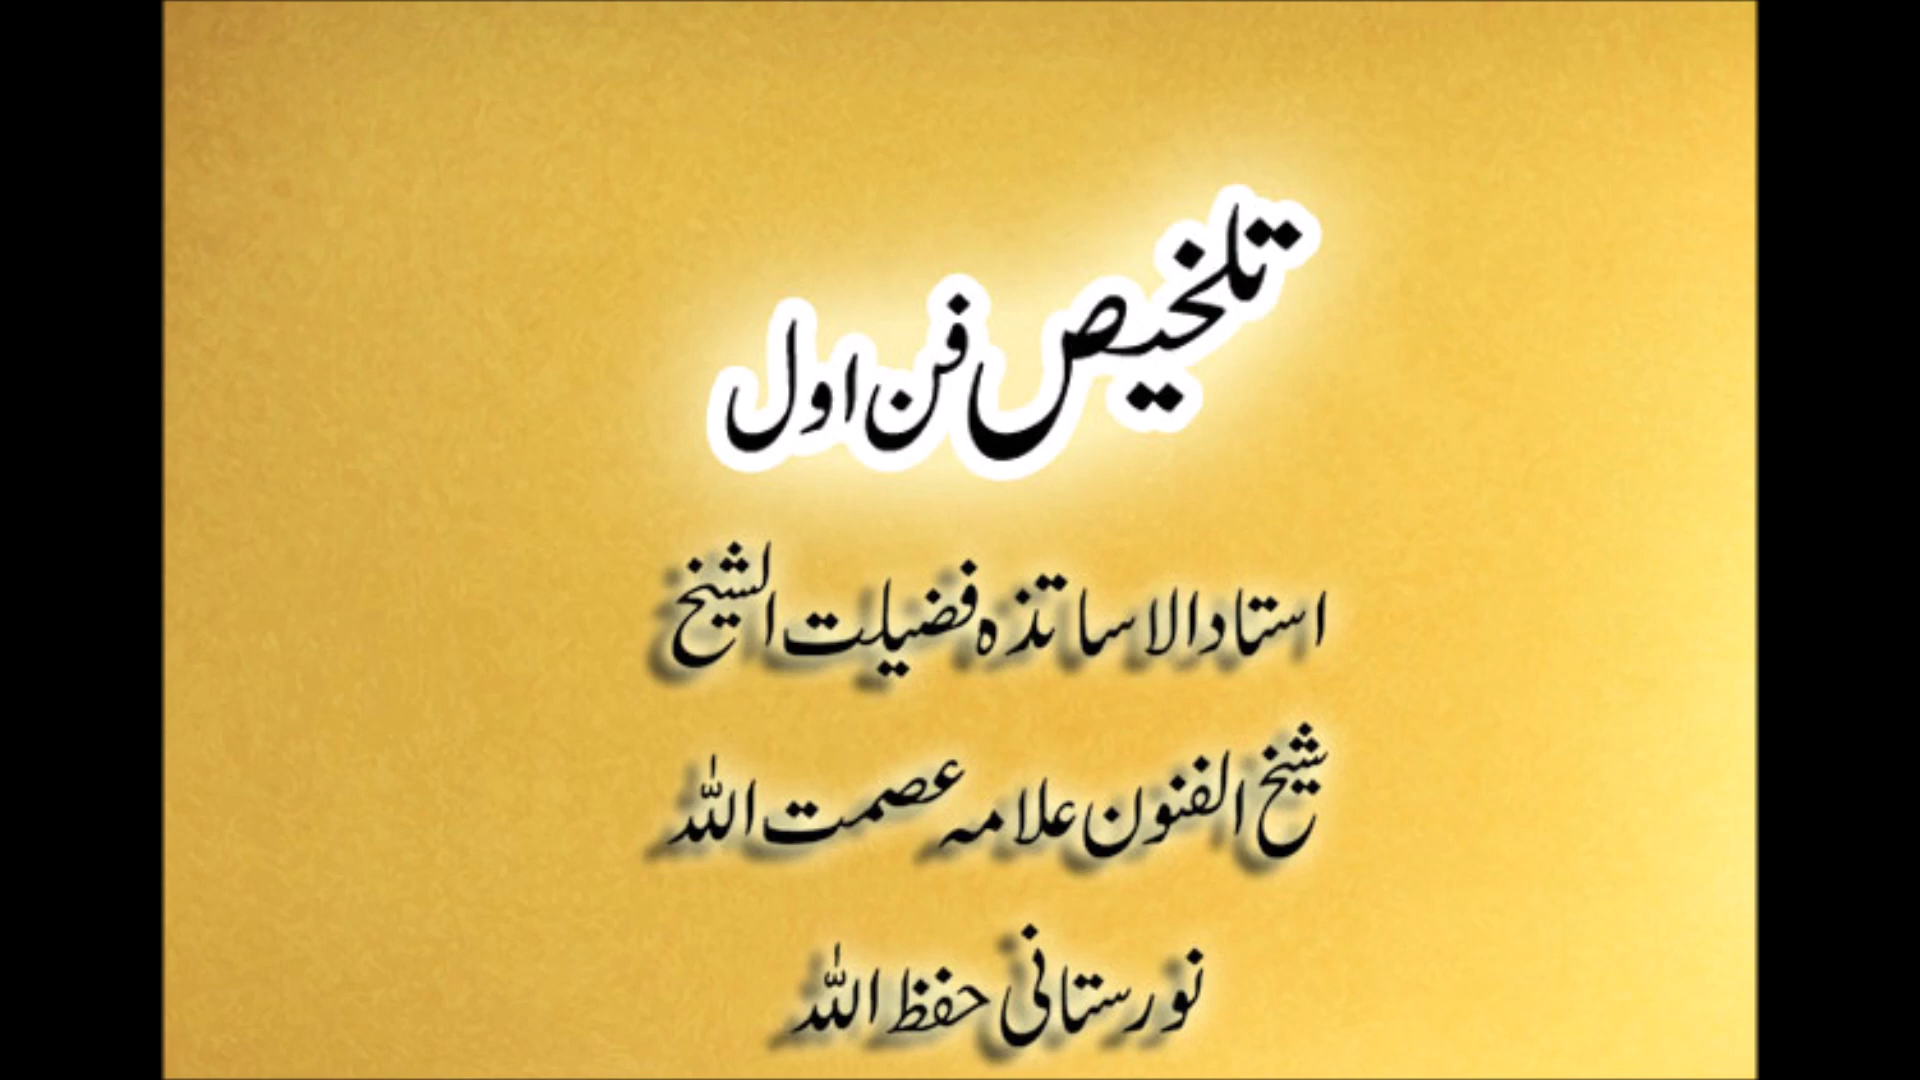 تلخیص فن اول
استاد الاساتذہ فضیلت الشیخ
شیخ الفنون علامہ عصمت اللہ
نورستانی حفظ اللہ